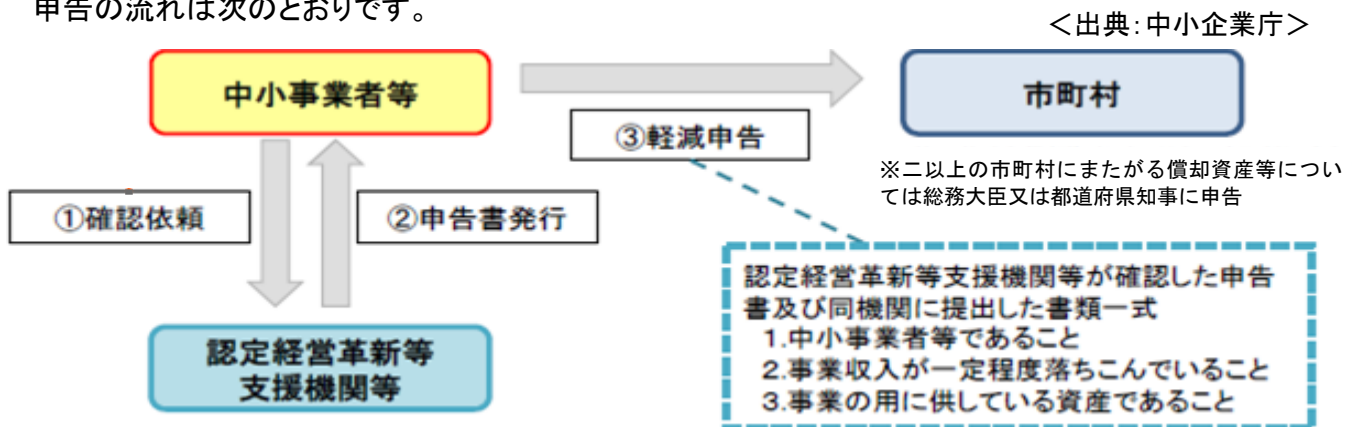 申告の流れは次のとおりです。
＜出典：中小企業庁＞
中小事業者等
市町村
③軽減申告
※二以上の市町村にまたがる償却資産等につい
ては総務大臣又は都道府県知事に申告
①確認依頼
②申告書発行
認定経営革新等
支援機関等
認定経営革新等支援機関等が確認した申告
書及び同機関に提出した書類一式
1.中小事業者等であること
2.事業収入が一定程度落ちこんでいること
3.事業の用に供している資産であること